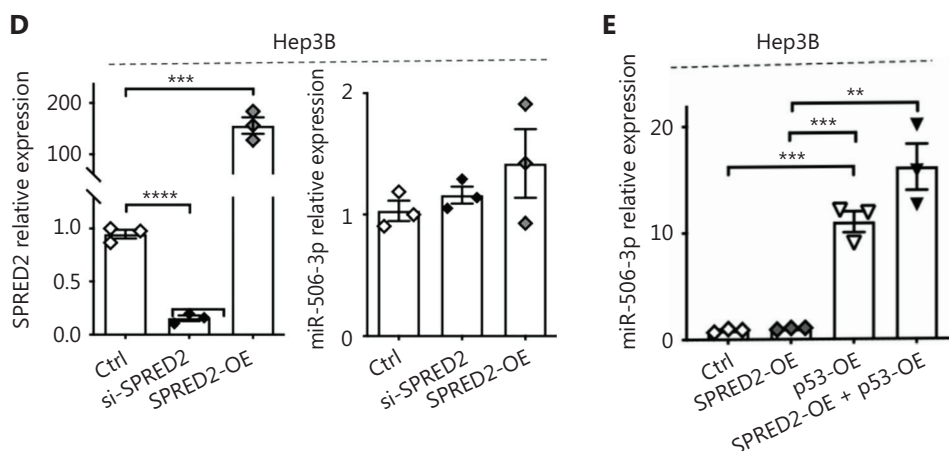 D
Hep3B
SPRED2 relative expression
200
100
1.0
0.5
0.0
***
****
Ctrl
si-SPRED2
SPRED2-OE
miR-506-3p relative expression
2
1
0
Ctrl
si-SPRED2
SPRED2-OE
E
Hep3B
miR-506-3p relative expression
20
10
0
**
***
***
Ctrl
SPRED2-OE
p53-OE
SPRED2-OE + p53-OE